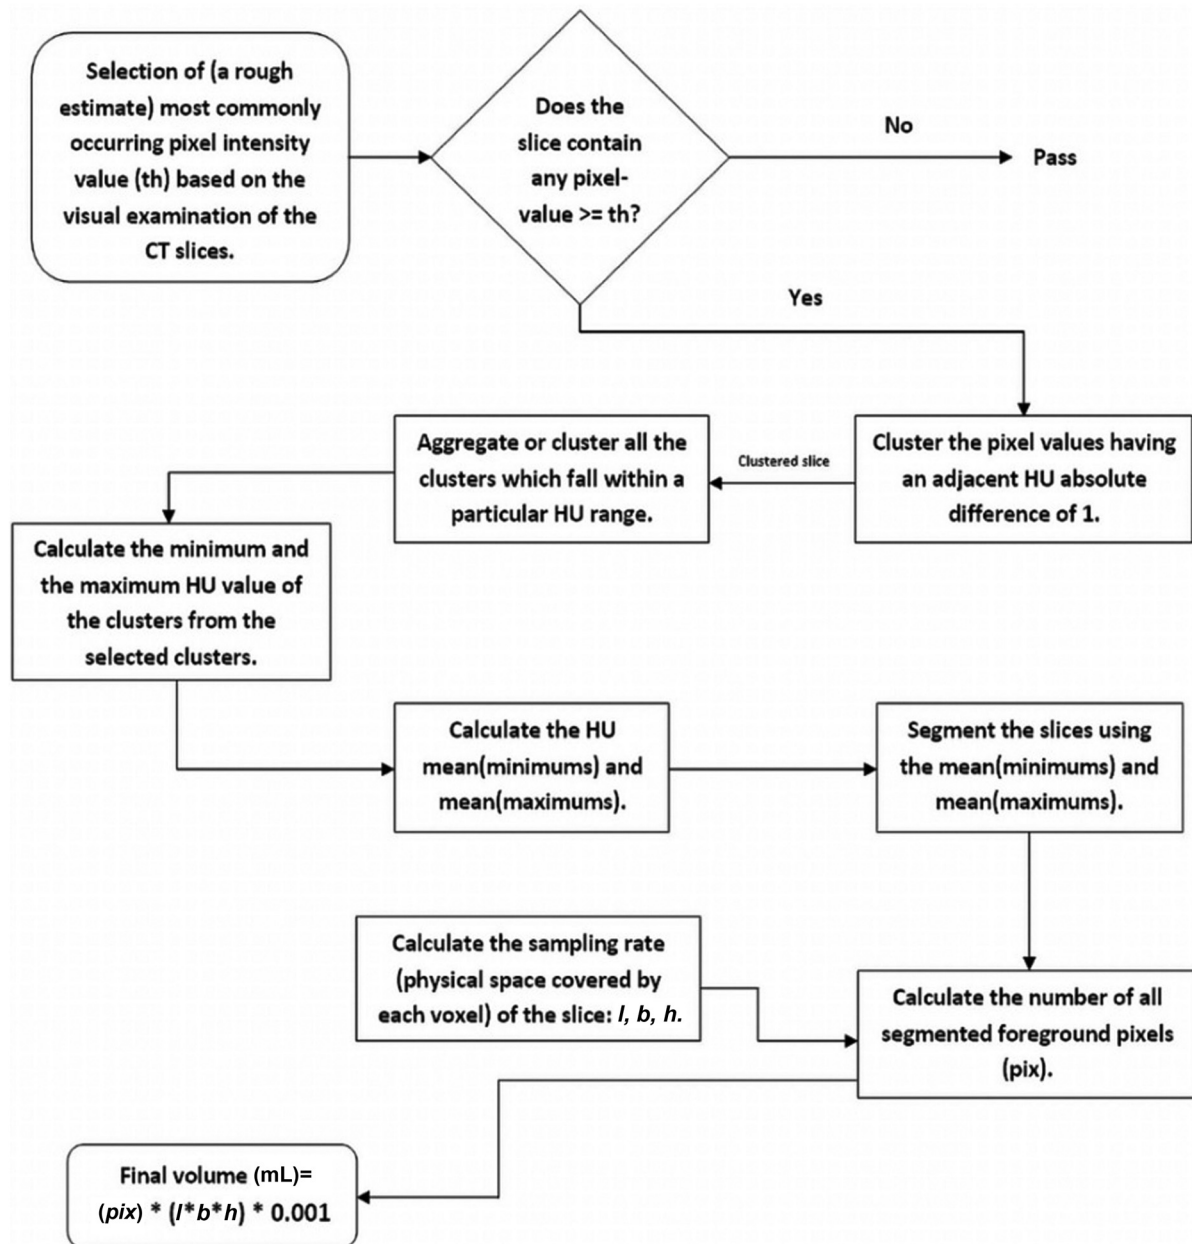 Selection of (a rough
estimate) most commonly
occurring pixel intensity
value (th) based on the
visual examination of the
CT slices.
Does the
slice contain
any pixel-
value >= th?
No
Pass
Yes
Cluster the pixel values having
an adjacent HU absolute
difference of 1.
Clustered slice
Aggregate or cluster all the
clusters which fall within a
particular HU range.
Calculate the minimum and
the maximum HU value of
the clusters from the
selected clusters.
Calculate the HU
mean(minimums) and
mean(maximums).
Segment the slices using
the mean(minimums) and
mean(maximums).
Calculate the sampling rate
(physical space covered by
each voxel) of the slice: l, b, h.
Calculate the number of all
segmented foreground pixels
(pix).
Final volume (mL)=
(pix) * (l*b*h) * 0.001